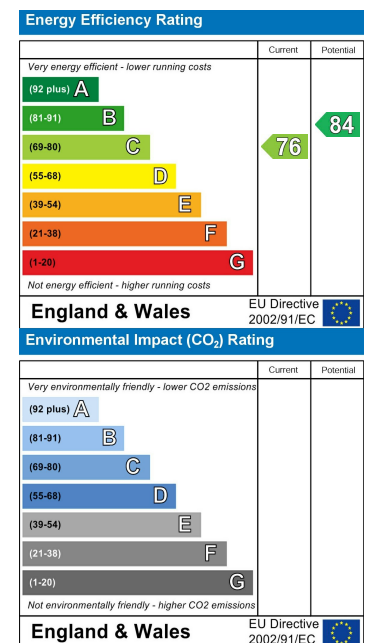 Energy Efficiency Rating
Current Potential
Very energy efficient - lower running costs
(92 plus) A
(81-91) B
84
(69-80) C
76
(55-68) D
(39-54) E
(21-38) F
(1-20) G
Not energy efficient - higher running costs
England & Wales
EU Directive
2002/91/EC
Environmental Impact (CO₂) Rating
Current Potential
Very environmentally friendly - lower CO2 emissions
(92 plus) A
(81-91) B
(69-80) C
(55-68) D
(39-54) E
(21-38) F
(1-20) G
Not environmentally friendly - higher CO2 emissions
England & Wales
EU Directive
2002/91/EC